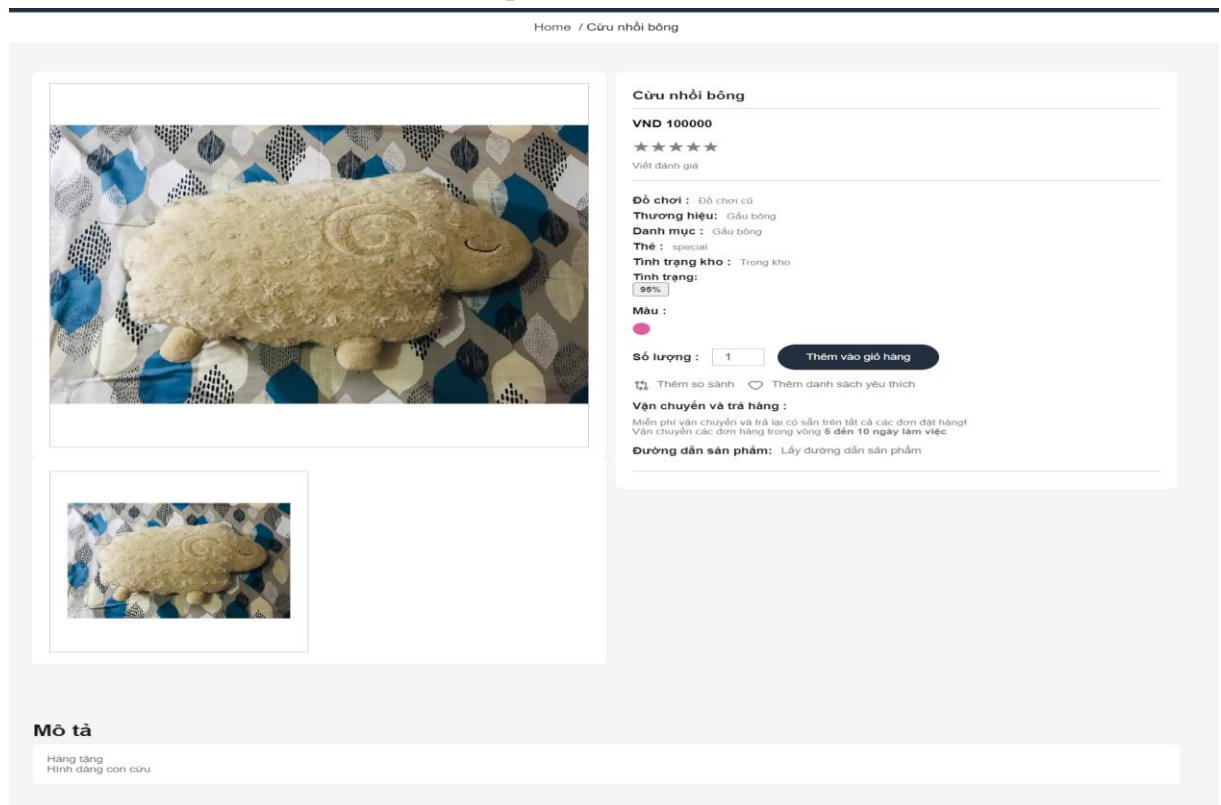 Home / Cừu nhồi bông
Cừu nhồi bông
VND 100000
Viết đánh giá
Đồ chơi : Đồ chơi cũ
Thương hiệu: Gấu bông
Danh mục : Gấu bông
Thẻ : special
Tình trạng kho : Trong kho
Tình trạng:
95%
Màu :
Số lượng : 1 Thêm vào giỏ hàng
Thêm so sánh Thêm danh sách yêu thích
Vận chuyển và trả hàng :
Miễn phí vận chuyển và trả lại có sẵn trên tất cả các đơn đặt hàng!
Vận chuyển các đơn hàng trong vòng 5 đến 10 ngày làm việc
Đường dẫn sản phẩm: Lấy đường dẫn sản phẩm
Mô tả
Hàng tặng
Hình dáng con cừu